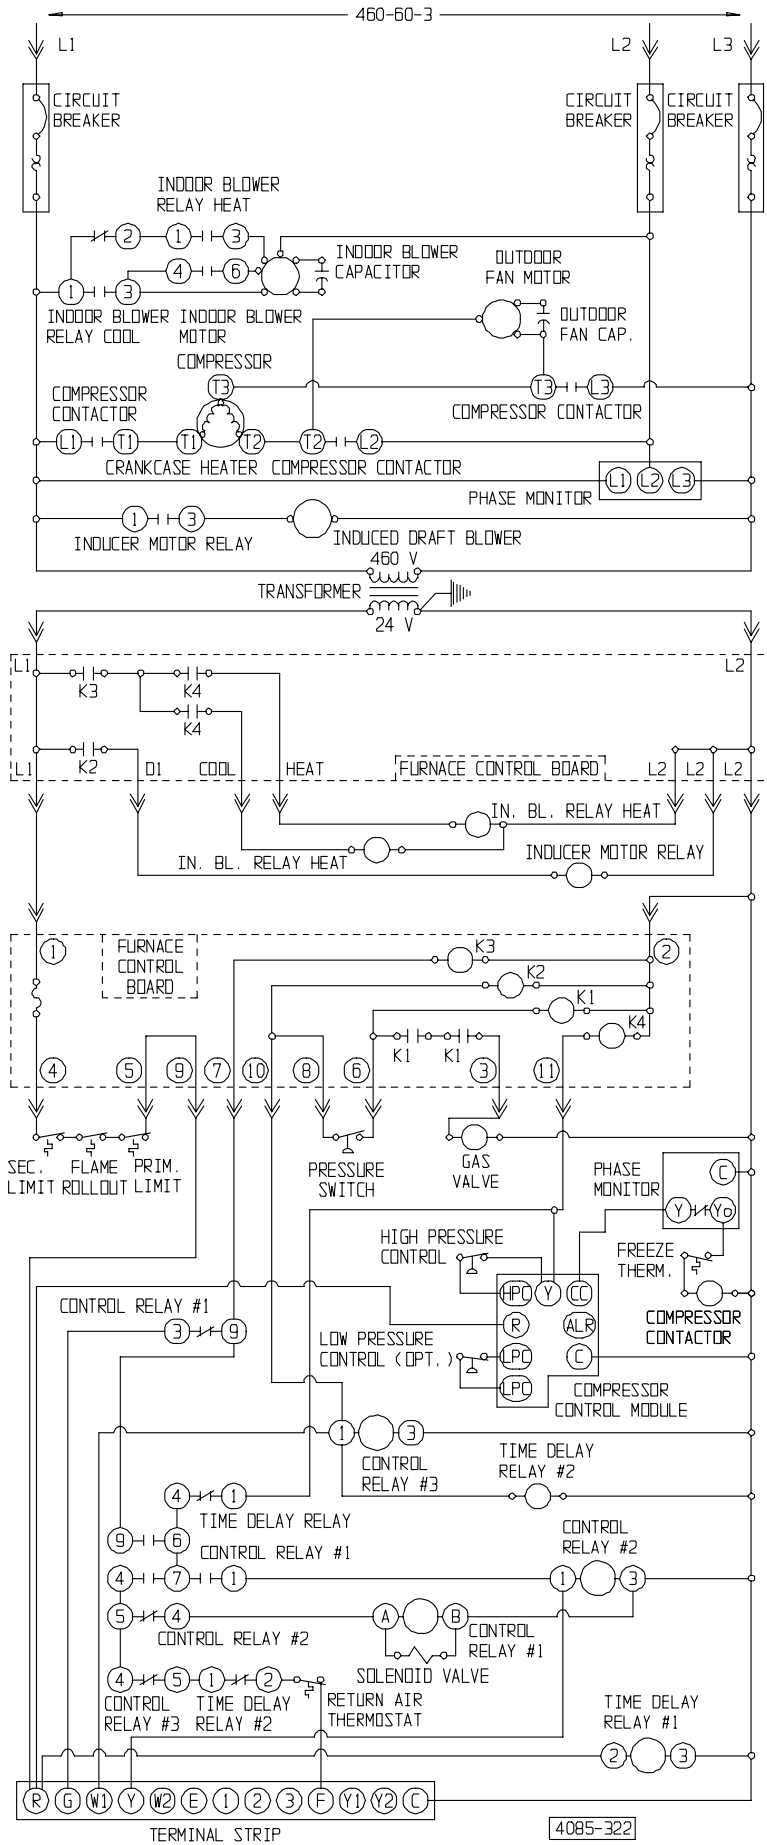 460-60-3
L1
L2
L3
CIRCUIT
BREAKER
CIRCUIT
BREAKER
CIRCUIT
BREAKER
INDOOR BLOWER
RELAY HEAT
2
1
3
4
6
1
3
INDOOR BLOWER
CAPACITOR
OUTDOOR
FAN MOTOR
OUTDOOR
FAN CAP.
INDOOR BLOWER
RELAY COOL
INDOOR BLOWER
MOTOR
COMPRESSOR
T3
T3
L3
COMPRESSOR
CONTACTOR
COMPRESSOR CONTACTOR
L1
T1
T1
T2
T2
L2
CRANKCASE HEATER
COMPRESSOR CONTACTOR
L1
L2
L3
PHASE MONITOR
1
3
INDUCER MOTOR RELAY
INDUCED DRAFT BLOWER
460 V
TRANSFORMER
24 V
L1
L2
K3
K4
K4
K2
L1
D1
COOL
HEAT
FURNACE CONTROL BOARD
L2
L2
L2
IN. BL. RELAY HEAT
IN. BL. RELAY HEAT
INDUCER MOTOR RELAY
1
FURNACE
CONTROL
BOARD
2
K3
K2
K1
K4
K1
K1
4
5
9
7
10
8
6
3
11
SEC.
LIMIT
FLAME
ROLLOUT
PRIM.
LIMIT
PRESSURE
SWITCH
GAS
VALVE
PHASE
MONITOR
C
Y
Yo
HIGH PRESSURE
CONTROL
FREEZE
THERM.
HPC
Y
CC
COMPRESSOR
CONTACTOR
CONTROL RELAY #1
3
9
R
ALR
LOW PRESSURE
CONTROL (OPT.)
LPC
C
LPC
COMPRESSOR
CONTROL MODULE
1
3
CONTROL
RELAY #3
TIME DELAY
RELAY #2
4
1
TIME DELAY RELAY
9
6
CONTROL RELAY #1
CONTROL
RELAY #2
4
7
1
1
3
5
4
A
B
CONTROL RELAY #2
CONTROL
RELAY #1
SOLENOID VALVE
4
5
1
2
CONTROL
RELAY #3
TIME DELAY
RELAY #2
RETURN AIR
THERMOSTAT
TIME DELAY
RELAY #1
2
3
R
G
W1
Y
W2
E
1
2
3
F
Y1
Y2
C
TERMINAL STRIP
4085-322